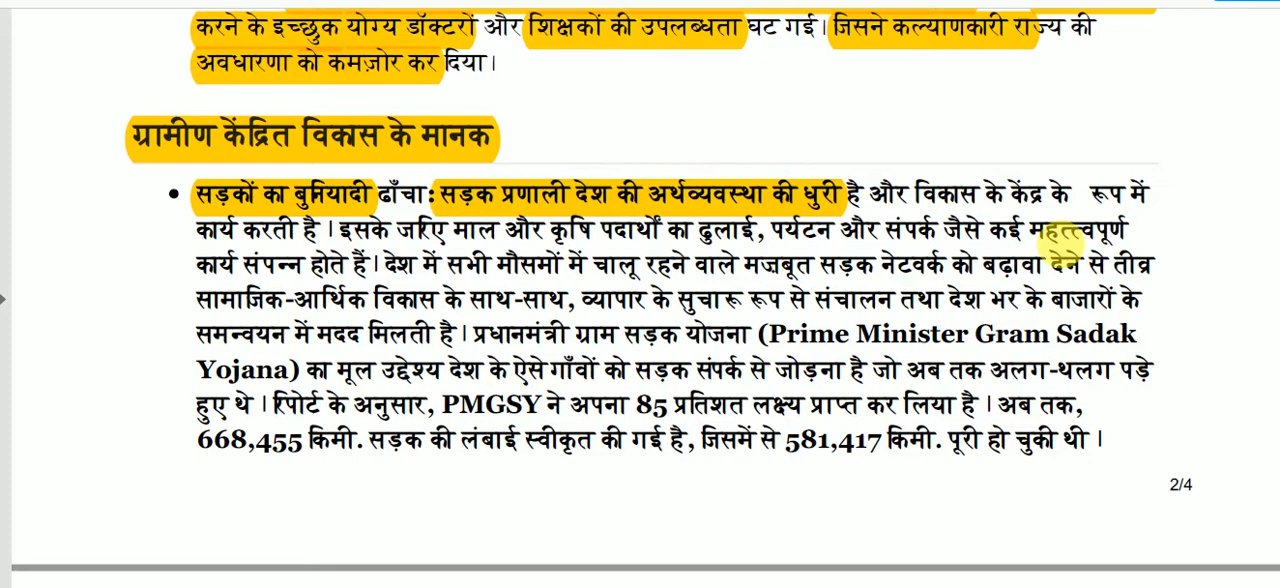 करने के इच्छुक योग्य डॉक्टरों और शिक्षकों की उपलब्धता घट गई। जिसने कल्याणकारी राज्य की
अवधारणा को कमज़ोर कर दिया।
ग्रामीण केंद्रित विकास के मानक
• सड़कों का बुनियादी ढाँचा: सड़क प्रणाली देश की अर्थव्यवस्था की धुरी है और विकास के केंद्र के रूप में
कार्य करती है। इसके जरिए माल और कृषि पदार्थों का ढुलाई, पर्यटन और संपर्क जैसे कई महत्त्वपूर्ण
कार्य संपन्न होते हैं। देश में सभी मौसमों में चालू रहने वाले मजबूत सड़क नेटवर्क को बढ़ावा देने से तीव्र
सामाजिक-आर्थिक विकास के साथ-साथ, व्यापार के सुचारू रूप से संचालन तथा देश भर के बाजारों के
समन्वयन में मदद मिलती है। प्रधानमंत्री ग्राम सड़क योजना (Prime Minister Gram Sadak
Yojana) का मूल उद्देश्य देश के ऐसे गाँवों को सड़क संपर्क से जोड़ना है जो अब तक अलग-थलग पड़े
हुए थे। रिपोर्ट के अनुसार, PMGSY ने अपना 85 प्रतिशत लक्ष्य प्राप्त कर लिया है। अब तक,
668,455 किमी. सड़क की लंबाई स्वीकृत की गई है, जिसमें से 581,417 किमी. पूरी हो चुकी थी।
2/4